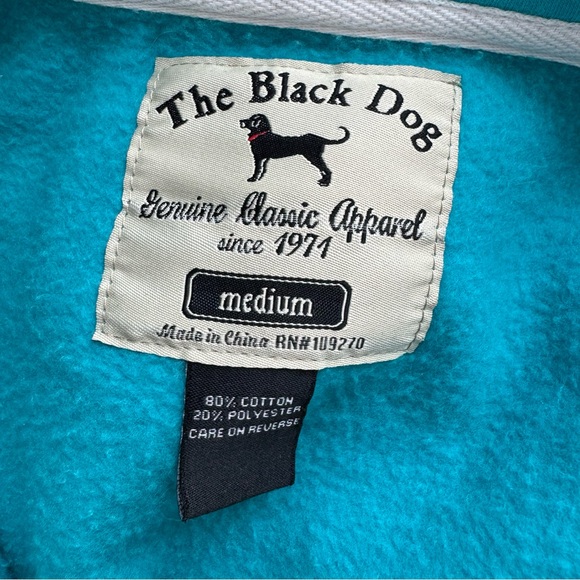 The Black Dog
Genuine Classic Apparel
since 1971
medium
Made in China RN#109270
80% COTTON
20% POLYESTER
CARE ON REVERSE